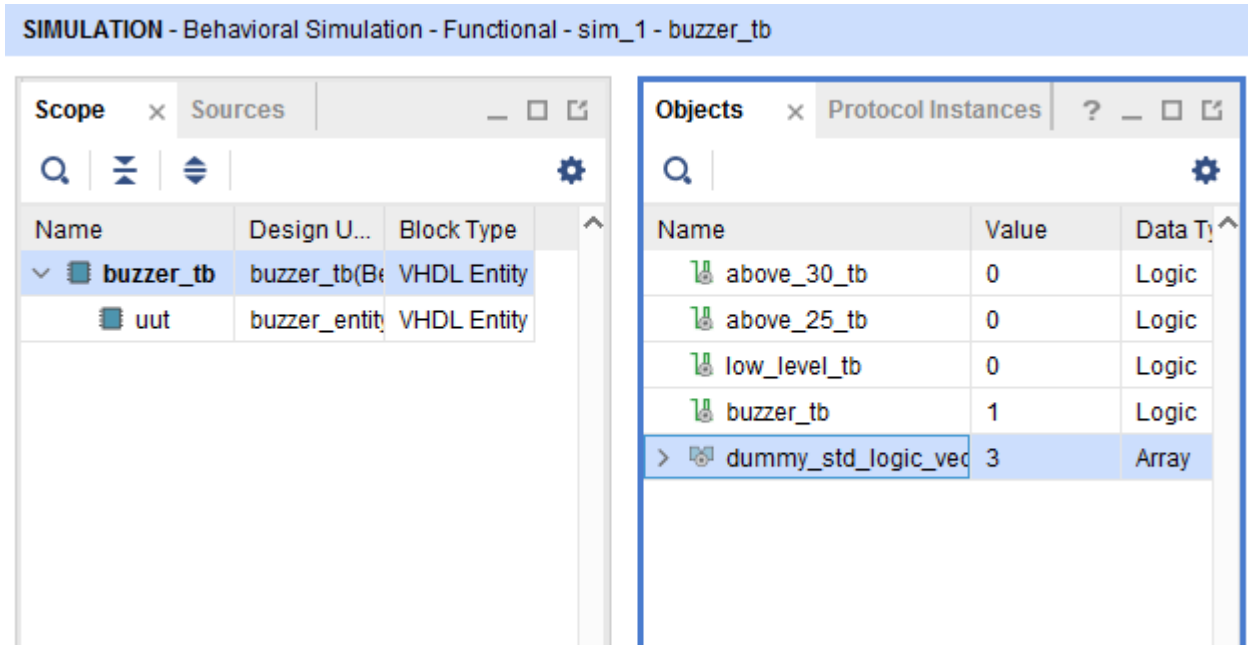 SIMULATION - Behavioral Simulation - Functional - sim_1 - buzzer_tb
Scope × Sources
Name Design U... Block Type
buzzer_tb buzzer_tb(Be VHDL Entity
uut buzzer_entity VHDL Entity
Objects × Protocol Instances ?
Name Value Data Ty
above_30_tb 0 Logic
above_25_tb 0 Logic
low_level_tb 0 Logic
buzzer_tb 1 Logic
dummy_std_logic_vec 3 Array